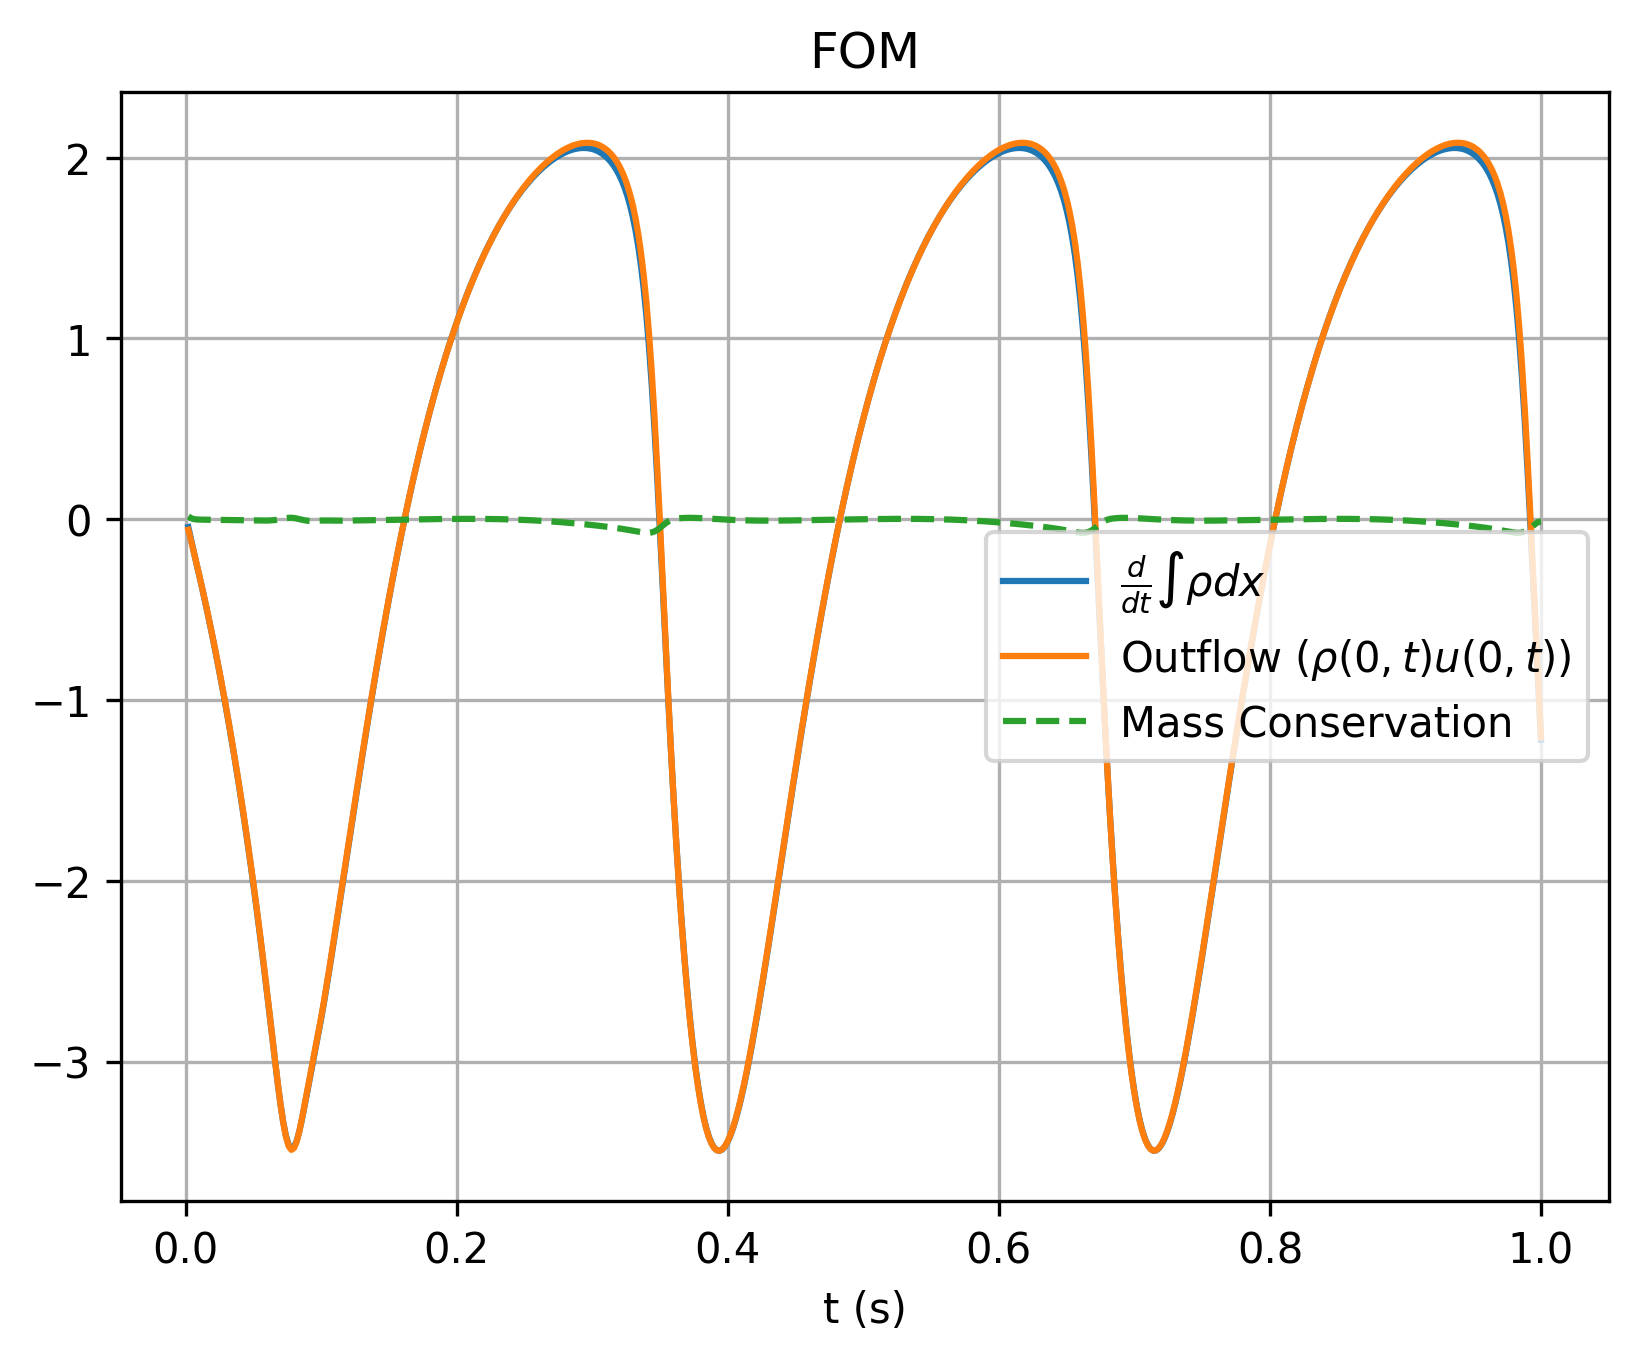 FOM
2
1
0
−1
−2
−3
d/dt ∫ρdx
Outflow (ρ(0, t)u(0, t))
Mass Conservation
0.0 0.2 0.4 0.6 0.8 1.0
t (s)